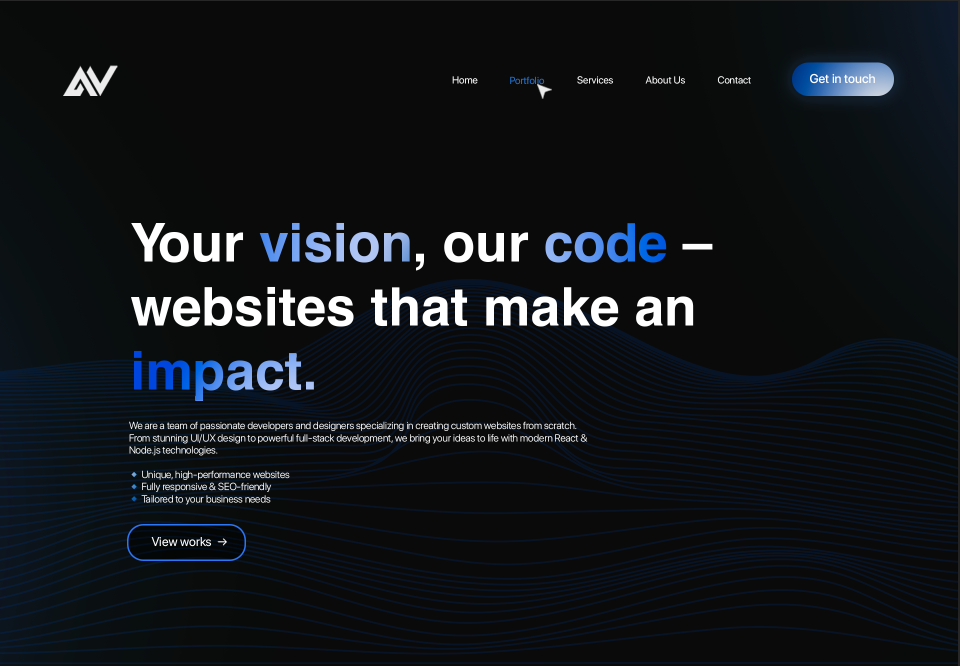 AV
Home Portfolio Services About Us Contact Get in touch
Your vision, our code –
websites that make an
impact.
We are a team of passionate developers and designers specializing in creating custom websites from scratch.
From stunning UI/UX design to powerful full-stack development, we bring your ideas to life with modern React &
Node.js technologies.
Unique, high-performance websites
Fully responsive & SEO-friendly
Tailored to your business needs
View works →